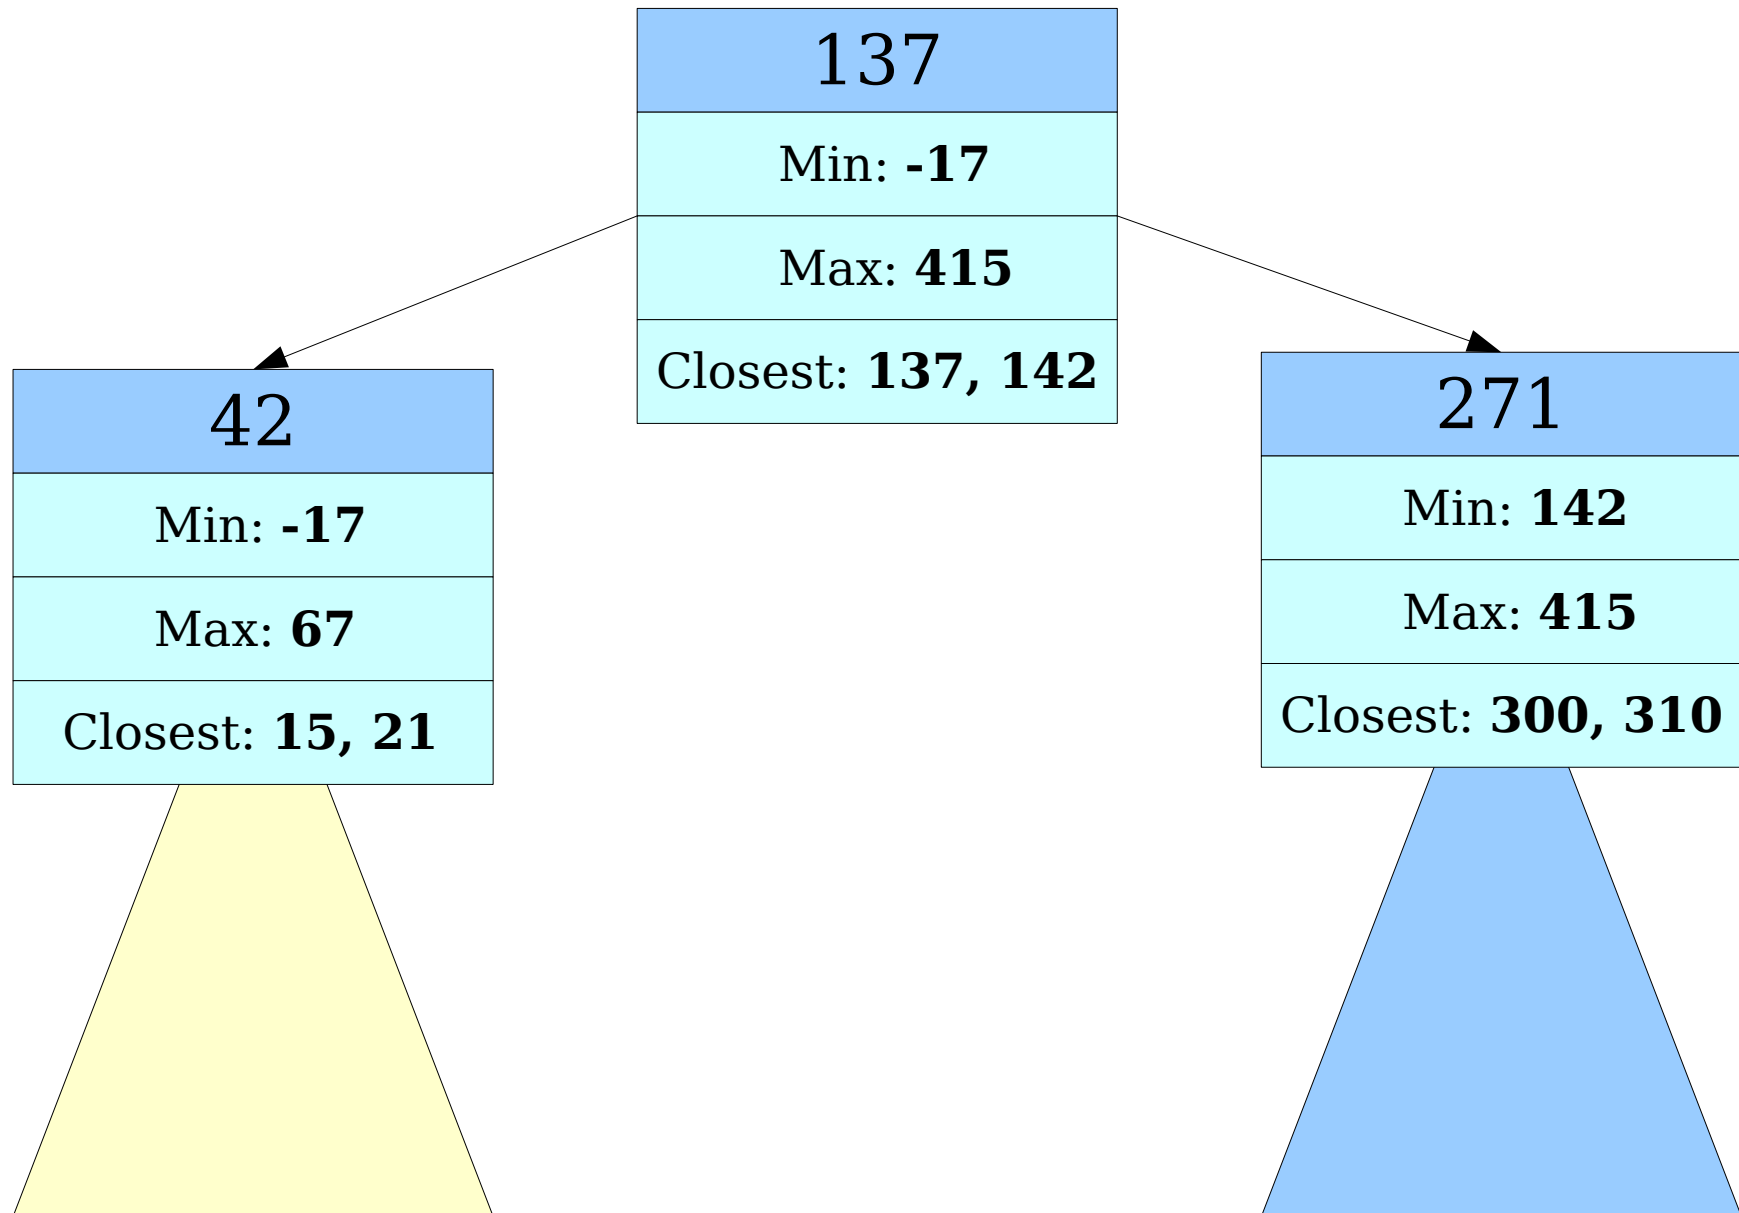 137
Min: -17
Max: 415
Closest: 137, 142
42
Min: -17
Max: 67
Closest: 15, 21
271
Min: 142
Max: 415
Closest: 300, 310